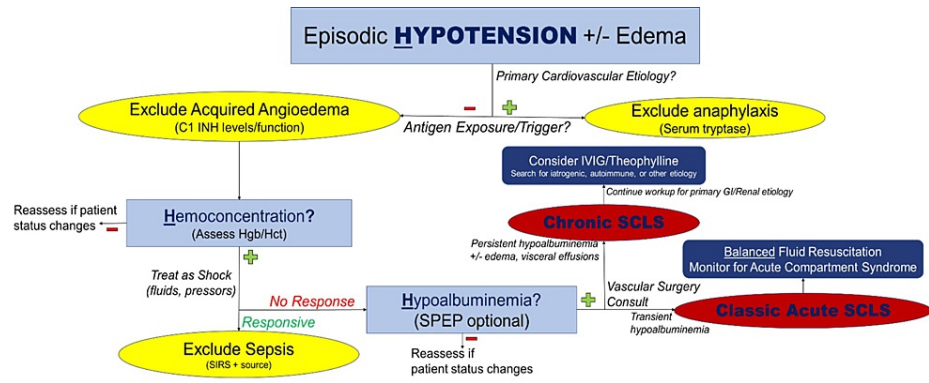 Episodic HYPOTENSION +/- Edema
Primary Cardiovascular Etiology?
Exclude Acquired Angioedema
(C1 INH levels/function)
Antigen Exposure/Trigger?
Exclude anaphylaxis
(Serum tryptase)
Consider IVIG/Theophylline
Search for iatrogenic, autoimmune, or other etiology
Continue workup for primary GI/Renal etiology
Chronic SCLS
Reassess if patient
status changes
Hemoconcentration?
(Assess Hgb/Hct)
Persistent hypoalbuminemia
+/- edema, visceral effusions
Balanced Fluid Resuscitation
Monitor for Acute Compartment Syndrome
Treat as Shock
(fluids, pressors)
No Response
Responsive
Hypoalbuminemia?
(SPEP optional)
Vascular Surgery
Consult
Transient
hypoalbuminemia
Classic Acute SCLS
Exclude Sepsis
(SIRS + source)
Reassess if
patient status changes